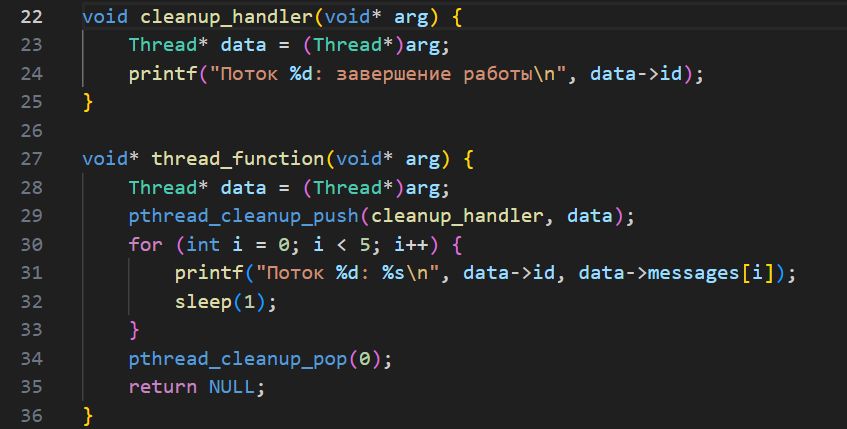 22 void cleanup_handler(void* arg) {
23     Thread* data = (Thread*)arg;
24     printf("Поток %d: завершение работы\n", data->id);
25 }
26
27 void* thread_function(void* arg) {
28     Thread* data = (Thread*)arg;
29     pthread_cleanup_push(cleanup_handler, data);
30     for (int i = 0; i < 5; i++) {
31         printf("Поток %d: %s\n", data->id, data->messages[i]);
32         sleep(1);
33     }
34     pthread_cleanup_pop(0);
35     return NULL;
36 }